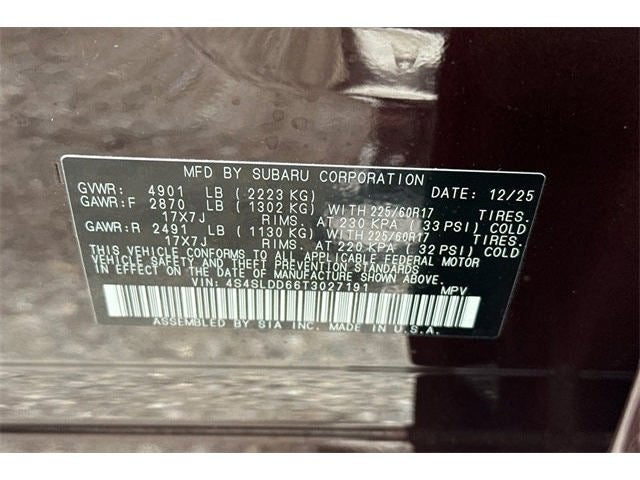 MFD BY SUBARU CORPORATION
GVWR: 4901 LB ( 2223 KG) DATE: 12/25
GAWR:F 2870 LB ( 1302 KG) WITH 225/60R17 TIRES.
17X7J RIMS. AT 230 KPA ( 33 PSI) COLD
GAWR:R 2491 LB ( 1130 KG) WITH 225/60R17 TIRES.
17X7J RIMS. AT 220 KPA ( 32 PSI) COLD
THIS VEHICLE CONFORMS TO ALL APPLICABLE FEDERAL MOTOR
VEHICLE SAFETY AND THEFT PREVENTION STANDARDS
IN EFFECT ON THE DATE OF MANUFACTURE SHOWN ABOVE.
VIN: 4S4SLDD66T3027191 MPV
ASSEMBLED BY SIA INC. MADE IN U.S.A.